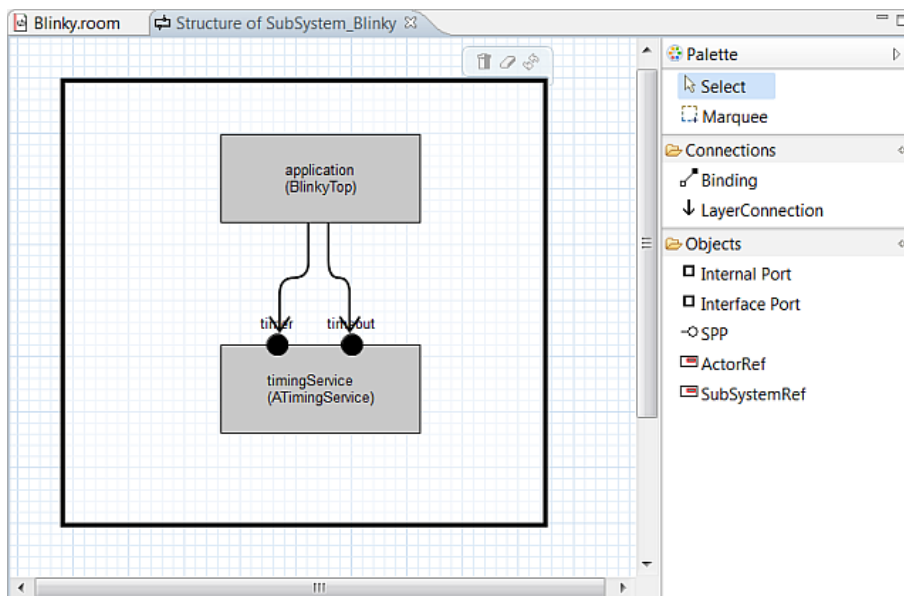 Blinky.room
Structure of SubSystem_Blinky
Palette
Select
Marquee
Connections
Binding
LayerConnection
Objects
Internal Port
Interface Port
SPP
ActorRef
SubSystemRef
application
(BlinkyTop)
timer
timeout
timingService
(ATimingService)